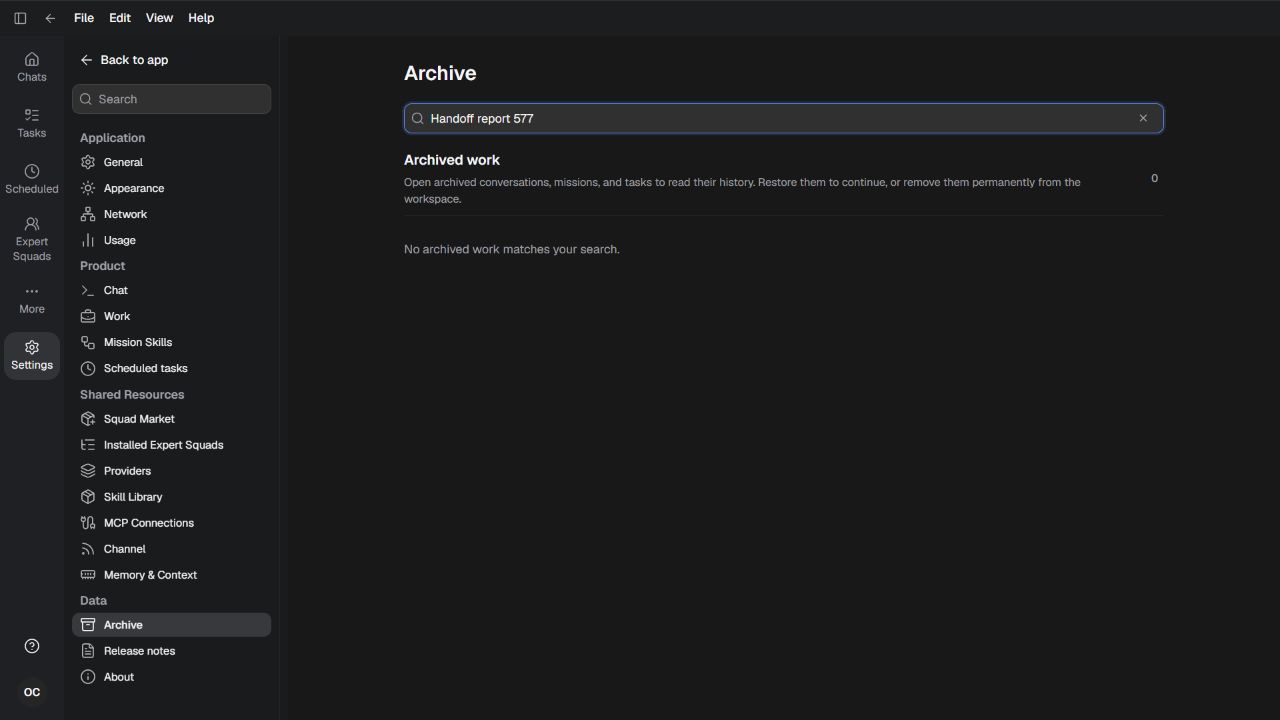 File Edit View Help
Chats
Tasks
Scheduled
Expert
Squads
More
Settings
OC
Back to app
Search
Application
General
Appearance
Network
Usage
Product
Chat
Work
Mission Skills
Scheduled tasks
Shared Resources
Squad Market
Installed Expert Squads
Providers
Skill Library
MCP Connections
Channel
Memory & Context
Data
Archive
Release notes
About
Archive
Handoff report 577
Archived work
Open archived conversations, missions, and tasks to read their history. Restore them to continue, or remove them permanently from the
workspace.
0
No archived work matches your search.